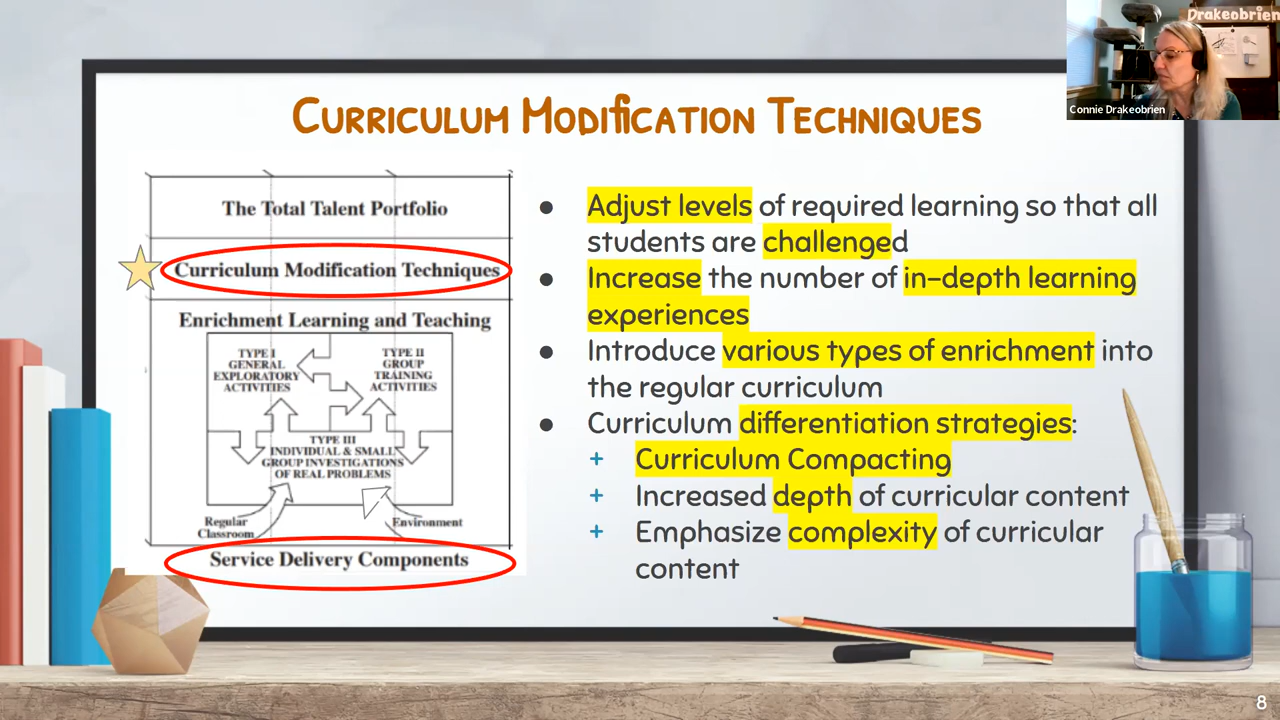 Drakeobrien
Connie Drakeobrien
Curriculum Modification Techniques
The Total Talent Portfolio
Curriculum Modification Techniques
Enrichment Learning and Teaching
TYPE I
GENERAL
EXPLORATORY
ACTIVITIES
TYPE II
GROUP
TRAINING
ACTIVITIES
TYPE III
INDIVIDUAL & SMALL
GROUP INVESTIGATIONS
OF REAL PROBLEMS
Regular
Classroom
Environment
Service Delivery Components
● Adjust levels of required learning so that all
students are challenged
● Increase the number of in-depth learning
experiences
● Introduce various types of enrichment into
the regular curriculum
● Curriculum differentiation strategies:
+ Curriculum Compacting
+ Increased depth of curricular content
+ Emphasize complexity of curricular
content
8